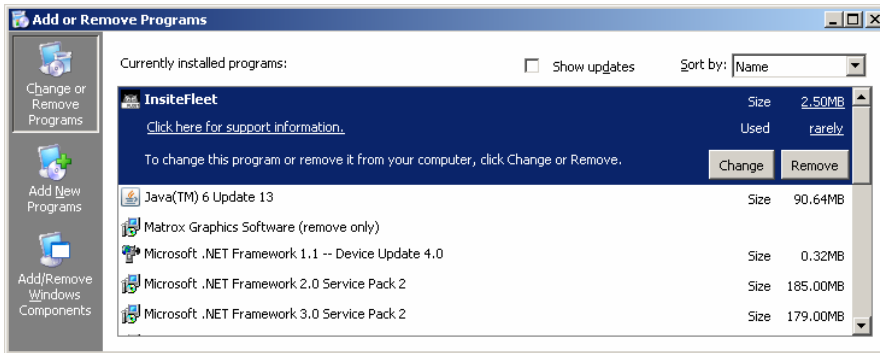 Add or Remove Programs
Change or
Remove
Programs
Add New
Programs
Add/Remove
Windows
Components
Currently installed programs:
Show updates
Sort by: Name
InsiteFleet Size 2.50MB
Click here for support information. Used rarely
To change this program or remove it from your computer, click Change or Remove. Change Remove
Java(TM) 6 Update 13 Size 90.64MB
Matrox Graphics Software (remove only)
Microsoft .NET Framework 1.1 -- Device Update 4.0 Size 0.32MB
Microsoft .NET Framework 2.0 Service Pack 2 Size 185.00MB
Microsoft .NET Framework 3.0 Service Pack 2 Size 179.00MB